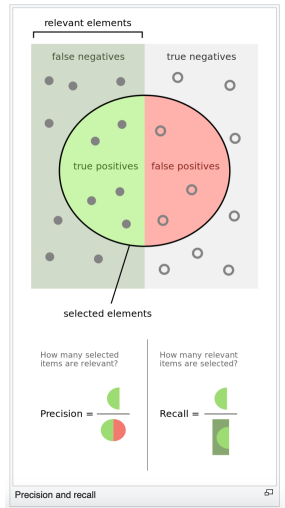 relevant elements
false negatives
true negatives
true positives
false positives
selected elements
How many selected
items are relevant?
How many relevant
items are selected?
Precision =
Recall =
Precision and recall